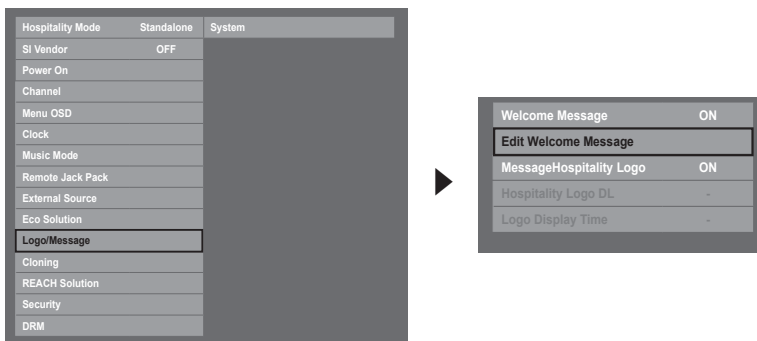 Hospitality Mode Standalone System
SI Vendor OFF
Power On
Channel
Menu OSD
Clock
Music Mode
Remote Jack Pack
External Source
Eco Solution
Logo/Message
Cloning
REACH Solution
Security
DRM
Welcome Message ON
Edit Welcome Message
MessageHospitality Logo ON
Hospitality Logo DL -
Logo Display Time -